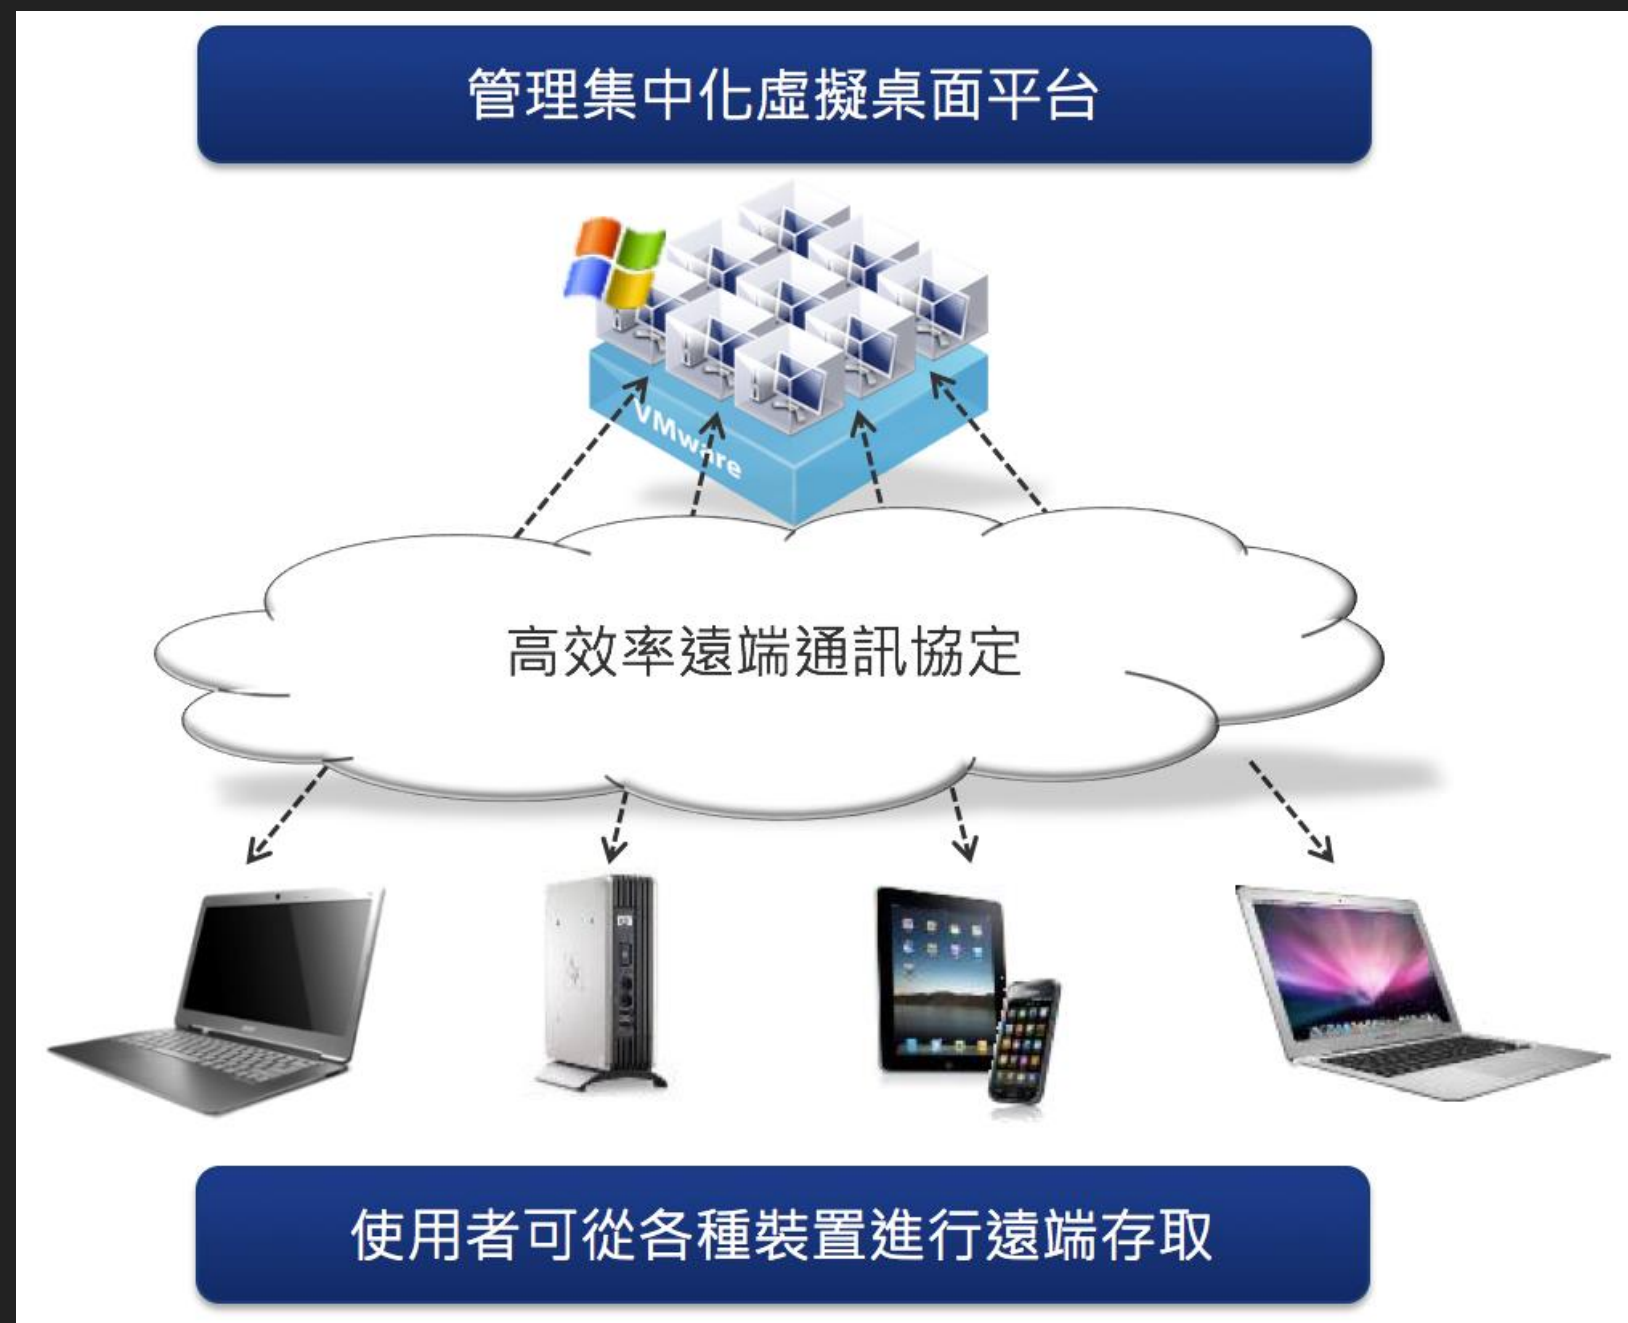 管理集中化虛擬桌面平台
VMware
高效率遠端通訊協定
使用者可從各種裝置進行遠端存取